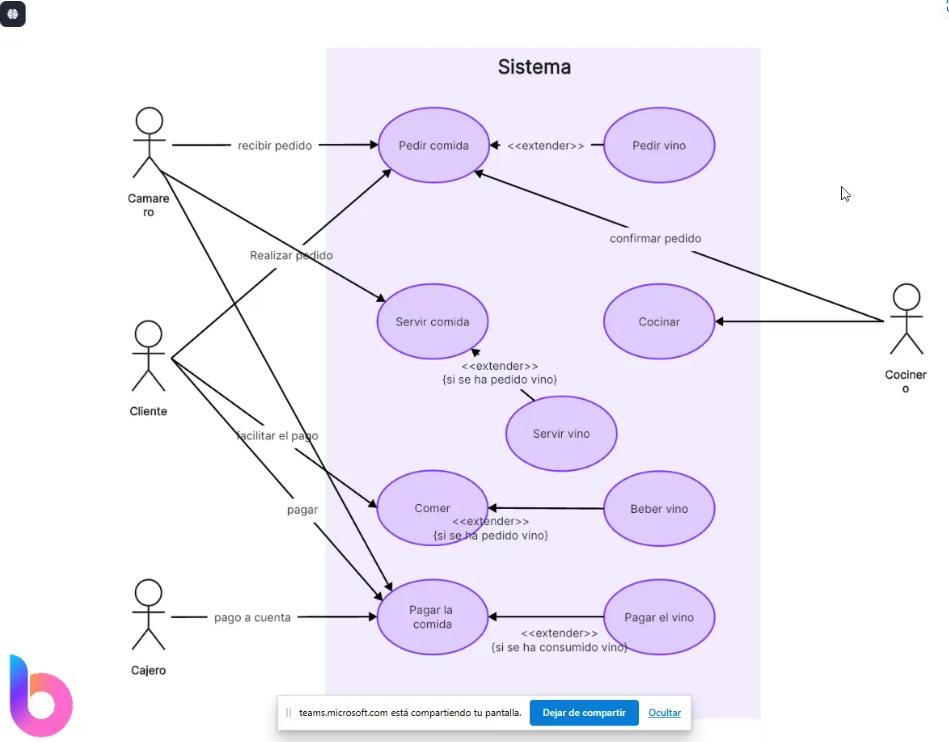 Sistema
recibir pedido
Pedir comida
<<extender>>
Pedir vino
Camare
ro
confirmar pedido
Realizar pedido
Servir comida
Cocinar
<<extender>>
{si se ha pedido vino}
Cociner
o
Cliente
Servir vino
facilitar el pago
pagar
Comer
Beber vino
<<extender>>
{si se ha pedido vino}
pago a cuenta
Pagar la
comida
Pagar el vino
<<extender>>
{si se ha consumido vino}
Cajero
teams.microsoft.com está compartiendo tu pantalla.
Dejar de compartir
Ocultar
b